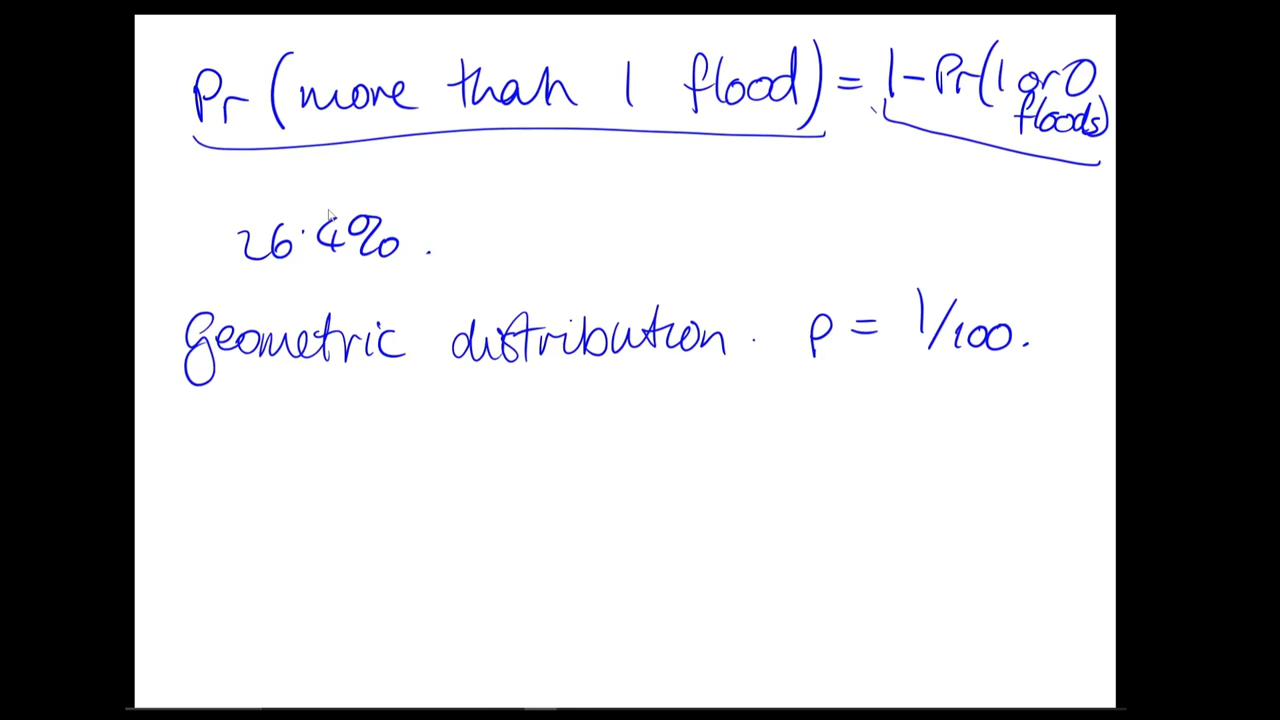 Pr (more than 1 flood) = 1 - Pr(1 or 0
floods)
26.4% .
Geometric distribution. p = 1/100.